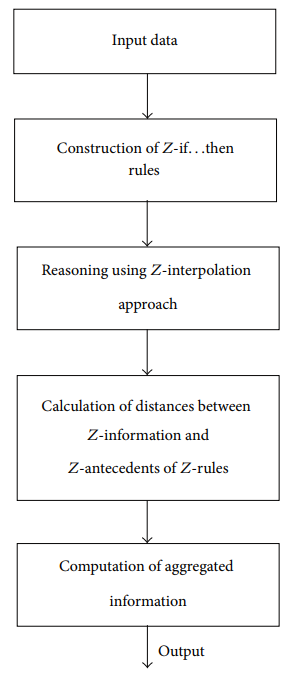 Input data
Construction of Z-if...then
rules
Reasoning using Z-interpolation
approach
Calculation of distances between
Z-information and
Z-antecedents of Z-rules
Computation of aggregated
information
Output